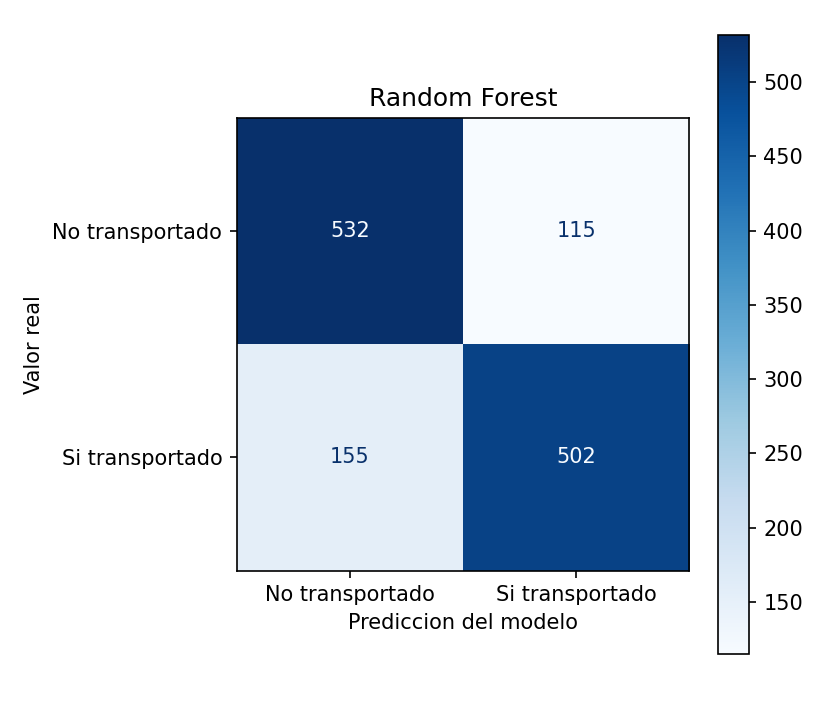 Random Forest
No transportado
532
115
Si transportado
155
502
No transportado
Si transportado
Prediccion del modelo
Valor real
500
450
400
350
300
250
200
150